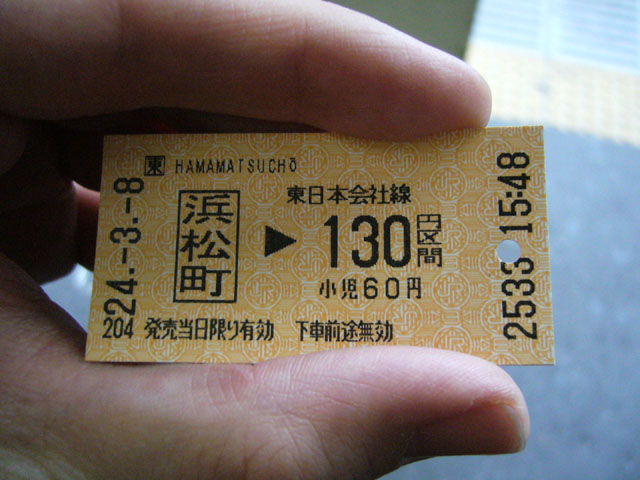 東 HAMAMATSUCHŌ
浜松町
東日本会社線
▶ 130円区間
小児60円
204 発売当日限り有効 下車前途無効
24.-3.-8
2533 15:48